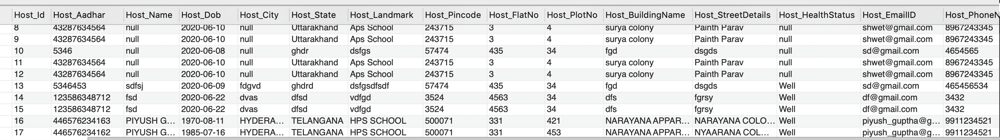 Host_Id Host_Aadhar Host_Name Host_Dob Host_City Host_State Host_Landmark Host_Pincode Host_FlatNo Host_PlotNo Host_BuildingName Host_StreetDetails Host_HealthStatus Host_EmailID Host_PhoneN
8 43287634564 null 2020-06-10 null Uttarakhand Aps School 243715 3 4 surya colony Painth Parav null shwet@gmail.com 8967243345
9 43287634564 null 2020-06-10 null Uttarakhand Aps School 243715 3 4 surya colony Painth Parav null shwet@gmail.com 8967243345
10 5346 null 2020-06-08 null ghdr dsfgs 57474 435 34 fgd dsgds null sd@gmail.com 4654565
11 43287634564 null 2020-06-10 null Uttarakhand Aps School 243715 3 4 surya colony Painth Parav null shwet@gmail.com 8967243345
12 43287634564 null 2020-06-10 null Uttarakhand Aps School 243715 3 4 surya colony Painth Parav null shwet@gmail.com 8967243345
13 5346453 sdfsj 2020-06-09 fdgvd ghdrd dsfgsdfsdf 57474 435 34 fgd dsgds Well sd@gmail.com 465456534
14 123586348712 fsd 2020-06-22 dvas dfsd vdfgd 3524 4563 34 dfs fgrsy Well df@gmail.com 3432
15 123586348712 fsd 2020-06-22 dvas dfsd vdfgd 3524 4563 34 dfs fgrsy Well df@gmail.com 3432
16 446576234163 PIYUSH G... 1970-08-11 HYDERA... TELANGANA HPS SCHOOL 500071 331 421 NARAYANA APPAR... NARAYANA COLO... Well piyush_guptha@g... 9911234521
17 446576234162 PIYUSH G... 1985-07-16 HYDERA... TELANGANA HPS SCHOOL 500071 331 453 NARAYANA APPAR... NYAARANA COL... Well piyush_guptha@g... 9911234521